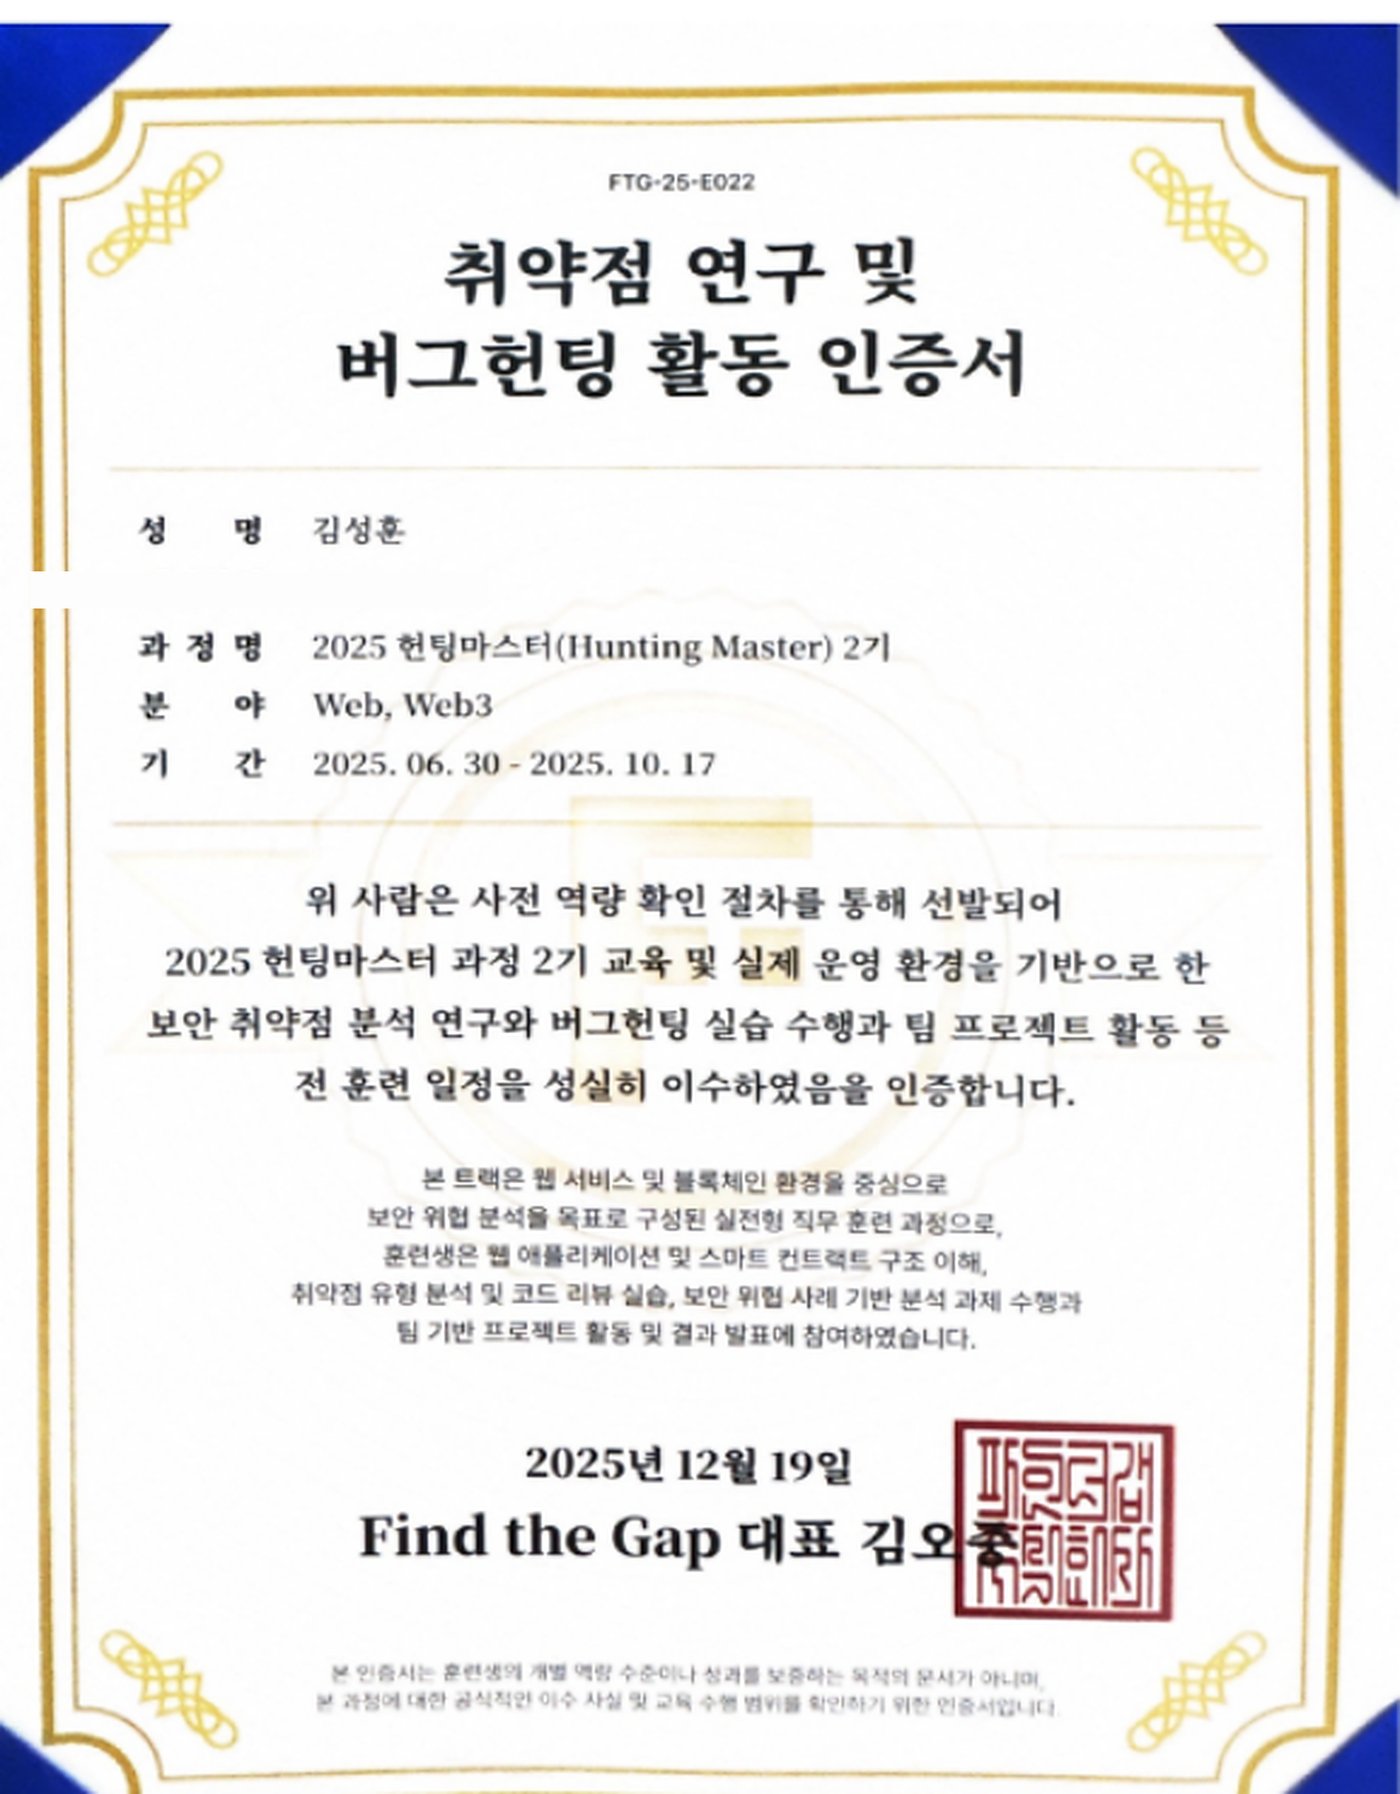 FTG-25-E022
취약점 연구 및
버그헌팅 활동 인증서
성 명 김성훈
과 정 명 2025 헌팅마스터(Hunting Master) 2기
분 야 Web, Web3
기 간 2025. 06. 30 - 2025. 10. 17
위 사람은 사전 역량 확인 절차를 통해 선발되어
2025 헌팅마스터 과정 2기 교육 및 실제 운영 환경을 기반으로 한
보안 취약점 분석 연구와 버그헌팅 실습 수행과 팀 프로젝트 활동 등
전 훈련 일정을 성실히 이수하였음을 인증합니다.
본 트랙은 웹 서비스 및 블록체인 환경을 중심으로
보안 위협 분석을 목표로 구성된 실전형 직무 훈련 과정으로,
훈련생은 웹 애플리케이션 및 스마트 컨트랙트 구조 이해,
취약점 유형 분석 및 코드 리뷰 실습, 보안 위협 사례 기반 분석 과제 수행과
팀 기반 프로젝트 활동 및 결과 발표에 참여하였습니다.
2025년 12월 19일
Find the Gap 대표 김오중
본 인증서는 훈련생의 개별 역량 수준이나 성과를 보증하는 목적의 문서가 아니며,
본 과정에 대한 공식적인 이수 사실 및 교육 수행 범위를 확인하기 위한 인증서입니다.